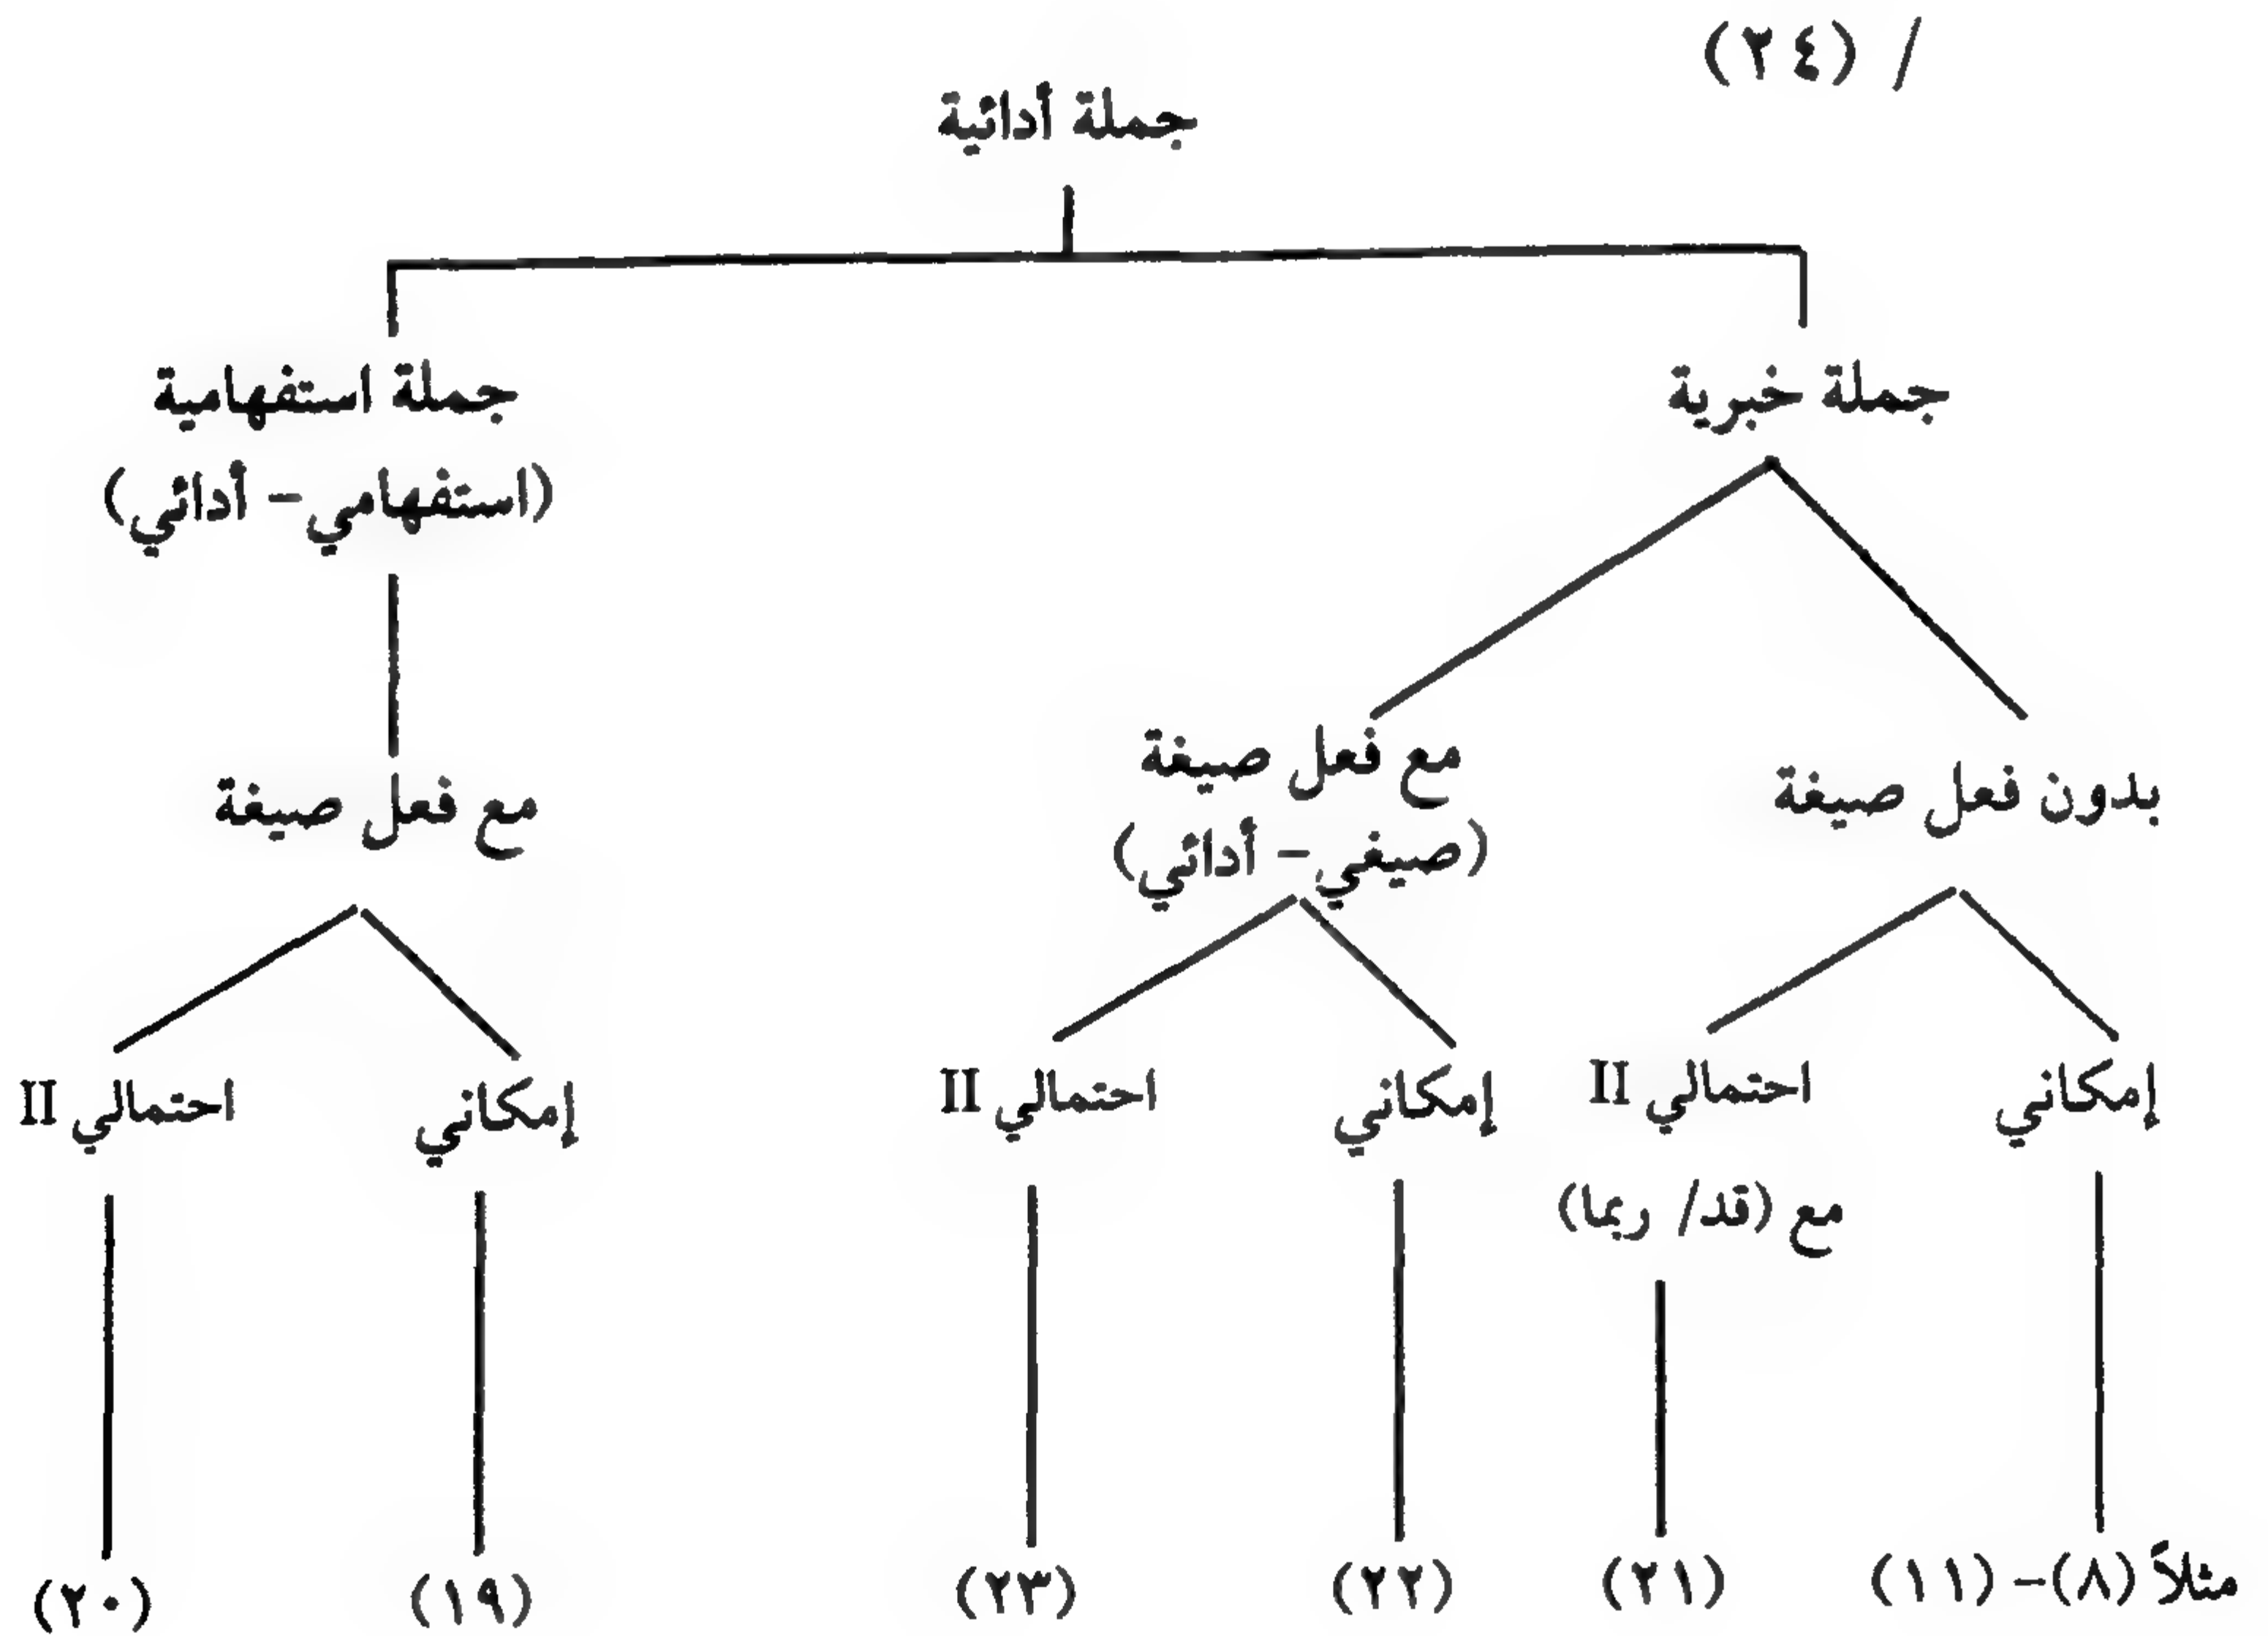 / (٢٤)
جملة أدائية
جملة خبرية
جملة استفهامية
(استفهامي – أدائي)
بدون فعل صيغة
مع فعل صيغة
(صيغي – أدائي)
مع فعل صيغة
إمكاني
احتمالي II
مع (قد/ ربما)
إمكاني
احتمالي II
إمكاني
احتمالي II
مثلاً (٨) – (١١)
(٢١)
(٢٢)
(٢٣)
(١٩)
(٢٠)